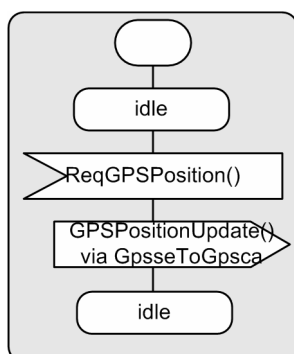 idle
ReqGPSPosition()
GPSPositionUpdate()
via GpsseToGpsca
idle